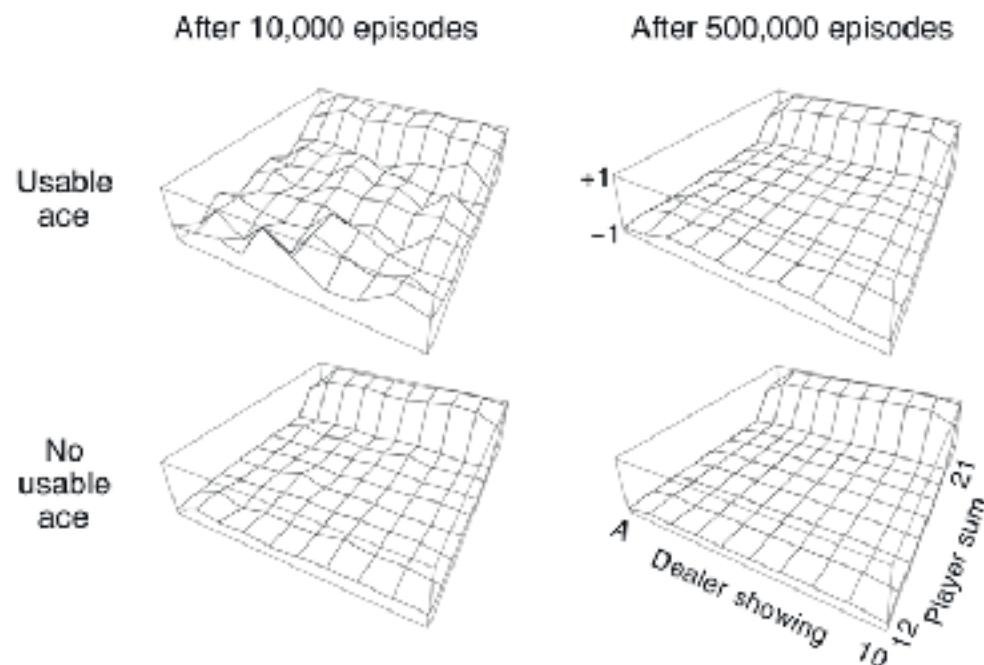 After 10,000 episodes
After 500,000 episodes
Usable
ace
+1
−1
No
usable
ace
A
Dealer showing
10
12
Player sum
21